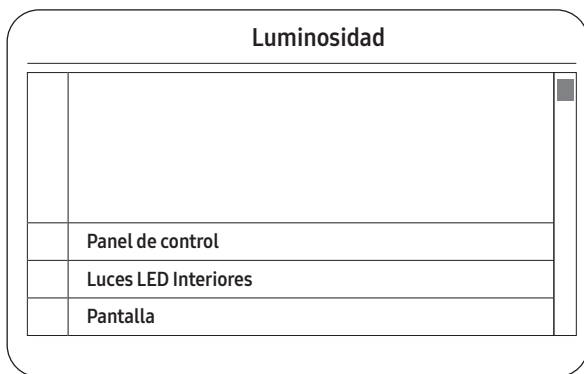 Luminosidad
Panel de control
Luces LED Interiores
Pantalla